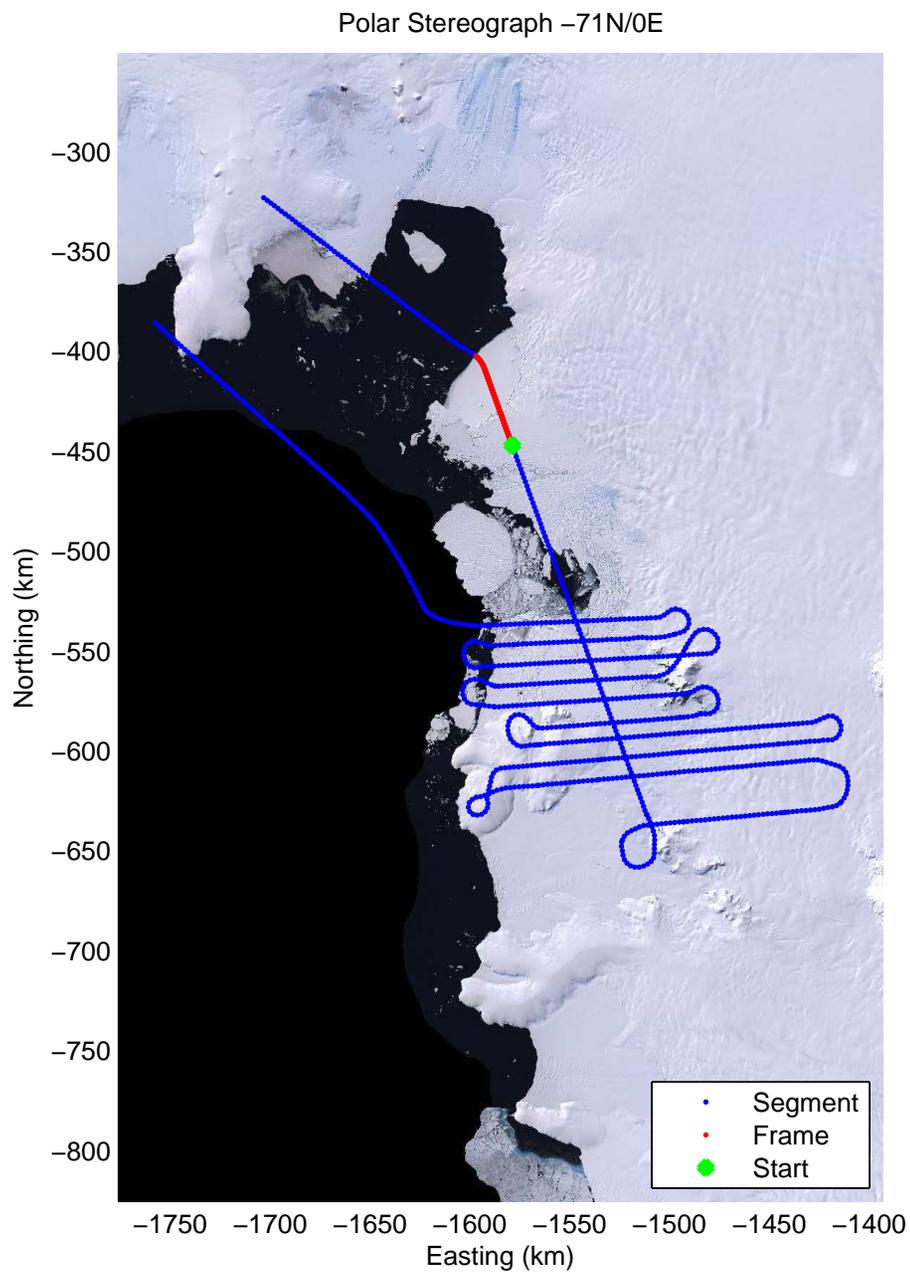 Polar Stereograph −71N/0E
−300
−350
−400
−450
−500
−550
−600
−650
−700
−750
−800
Northing (km)
Segment
Frame
Start
−1750 −1700 −1650 −1600 −1550 −1500 −1450 −1400
Easting (km)